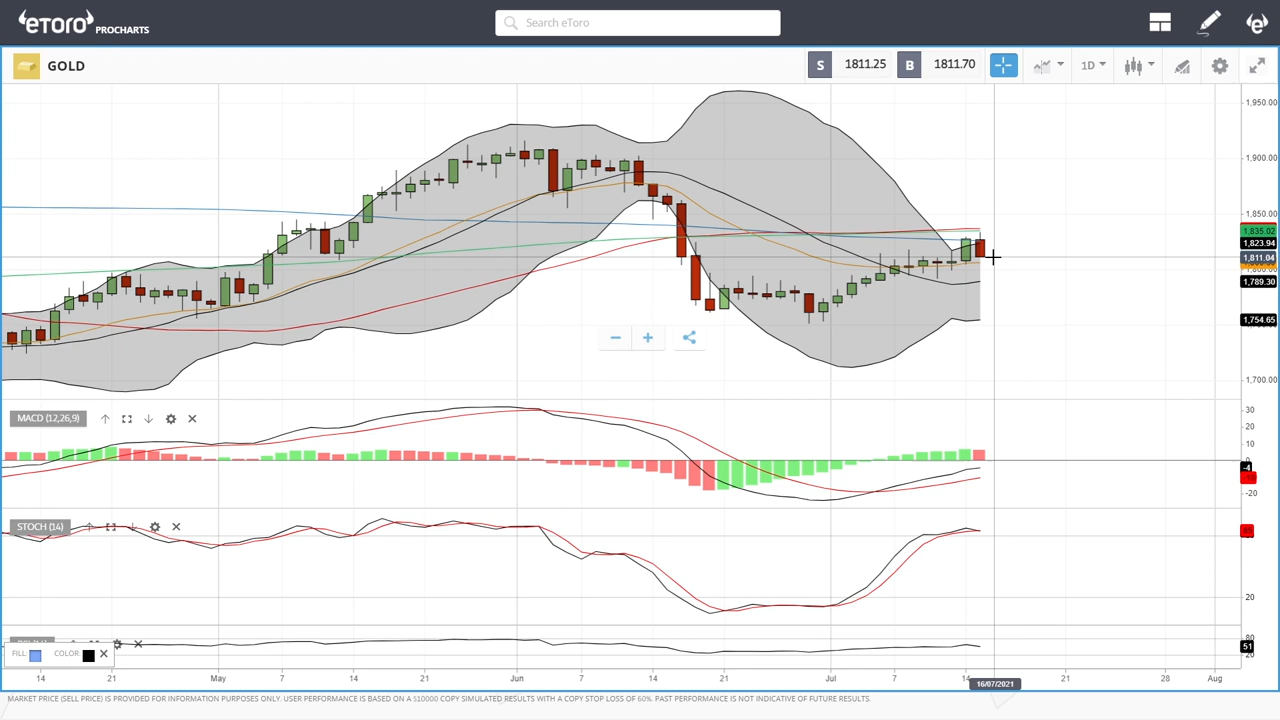 eToro PROCHARTS
Search eToro
GOLD
S 1811.25 B 1811.70
1D
1,950.00
1,900.00
1,850.00
1,835.02
1,823.94
1,811.04
1,789.30
1,754.65
1,700.00
MACD (12,26,9)
30
20
10
0
-4
-20
STOCH (14)
20
80
51
20
FILL: COLOR:
14 21 May 7 14 21 Jun 7 14 21 Jul 7 14 21 28 Aug
16/07/2021
MARKET PRICE (SELL PRICE) IS PROVIDED FOR INFORMATION PURPOSES ONLY. USER PERFORMANCE IS BASED ON A $10000 COPY SIMULATED RESULTS WITH A COPY STOP LOSS OF 60%. PAST PERFORMANCE IS NOT INDICATIVE OF FUTURE RESULTS.